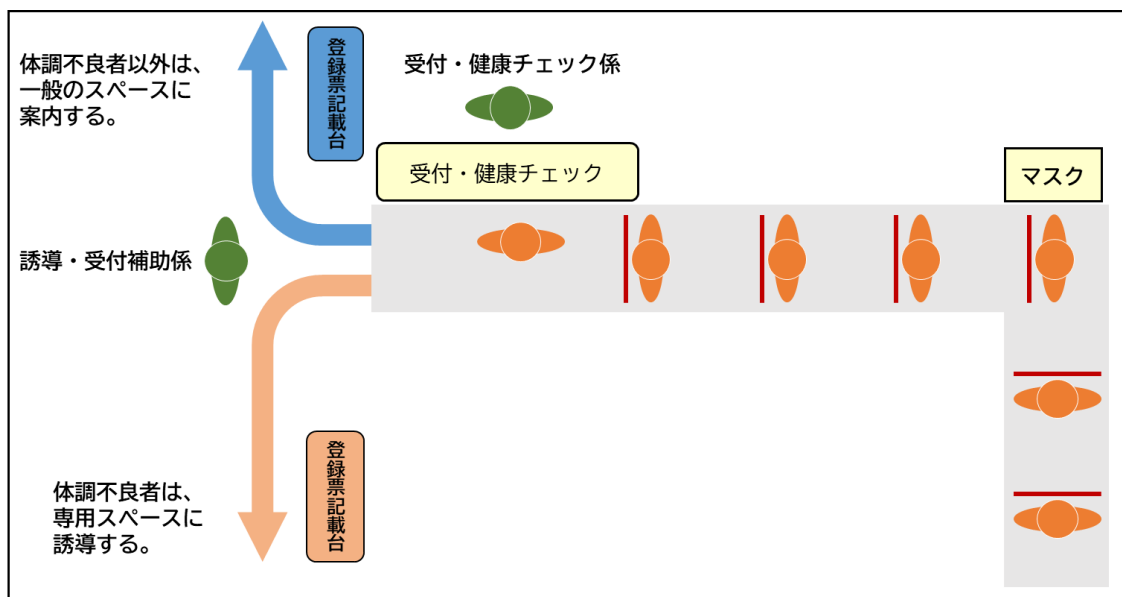 体調不良者以外は、
一般のスペースに
案内する。
登録票記載台
受付・健康チェック係
受付・健康チェック
マスク
誘導・受付補助係
体調不良者は、
専用スペースに
誘導する。
登録票記載台